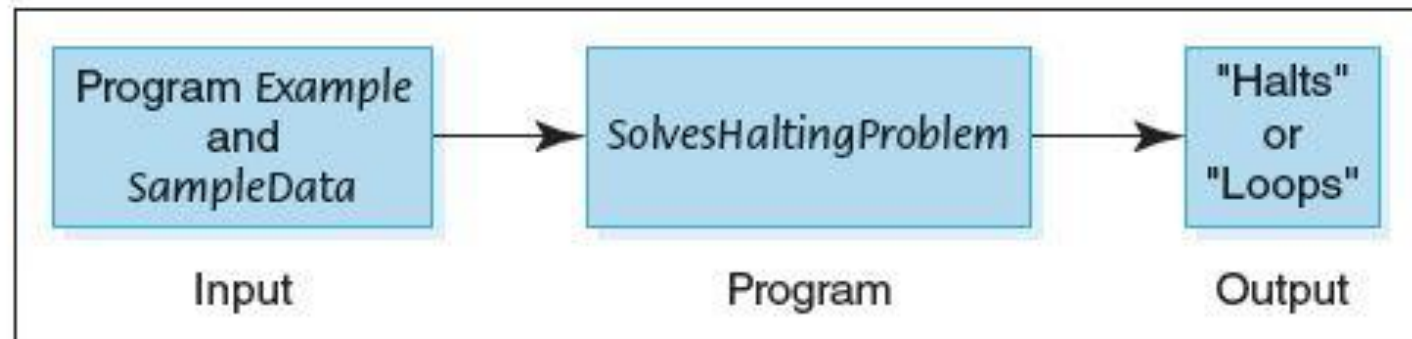 Program Example
and
SampleData
SolvesHaltingProblem
"Halts"
or
"Loops"
Input
Program
Output